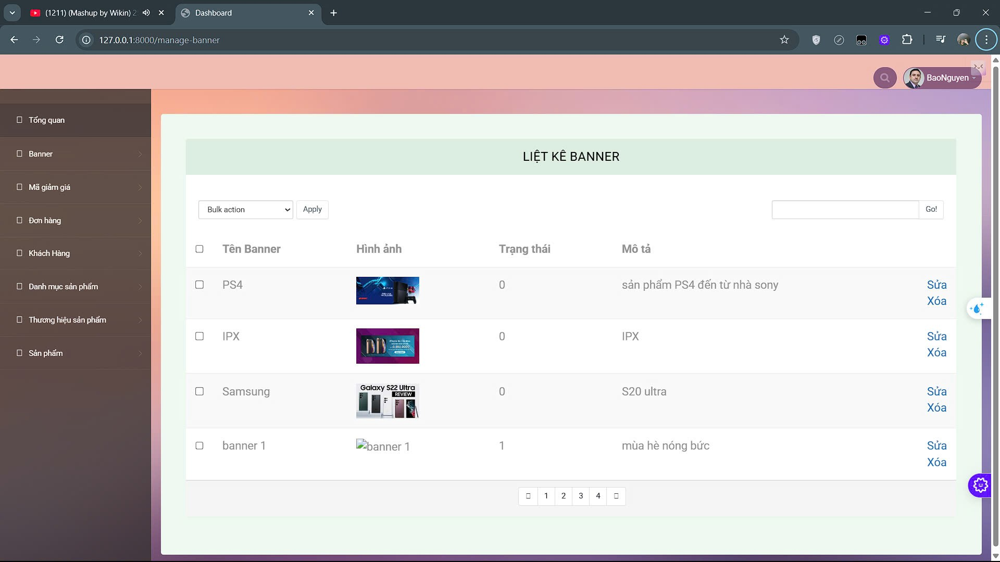 (1211) (Mashup by Wikin) 2
Dashboard
127.0.0.1:8000/manage-banner
BaoNguyen
Tổng quan
Banner
Mã giảm giá
Đơn hàng
Khách Hàng
Danh mục sản phẩm
Thương hiệu sản phẩm
Sản phẩm
LIỆT KÊ BANNER
Bulk action
Apply
Go!
Tên Banner
Hình ảnh
Trạng thái
Mô tả
PS4
0
sản phẩm PS4 đến từ nhà sony
Sửa
Xóa
IPX
iPhone Xs | Xs Max
0
IPX
Sửa
Xóa
Samsung
Galaxy S22 Ultra
REVIEW
0
S20 ultra
Sửa
Xóa
banner 1
banner 1
1
mùa hè nóng bức
Sửa
Xóa
1
2
3
4